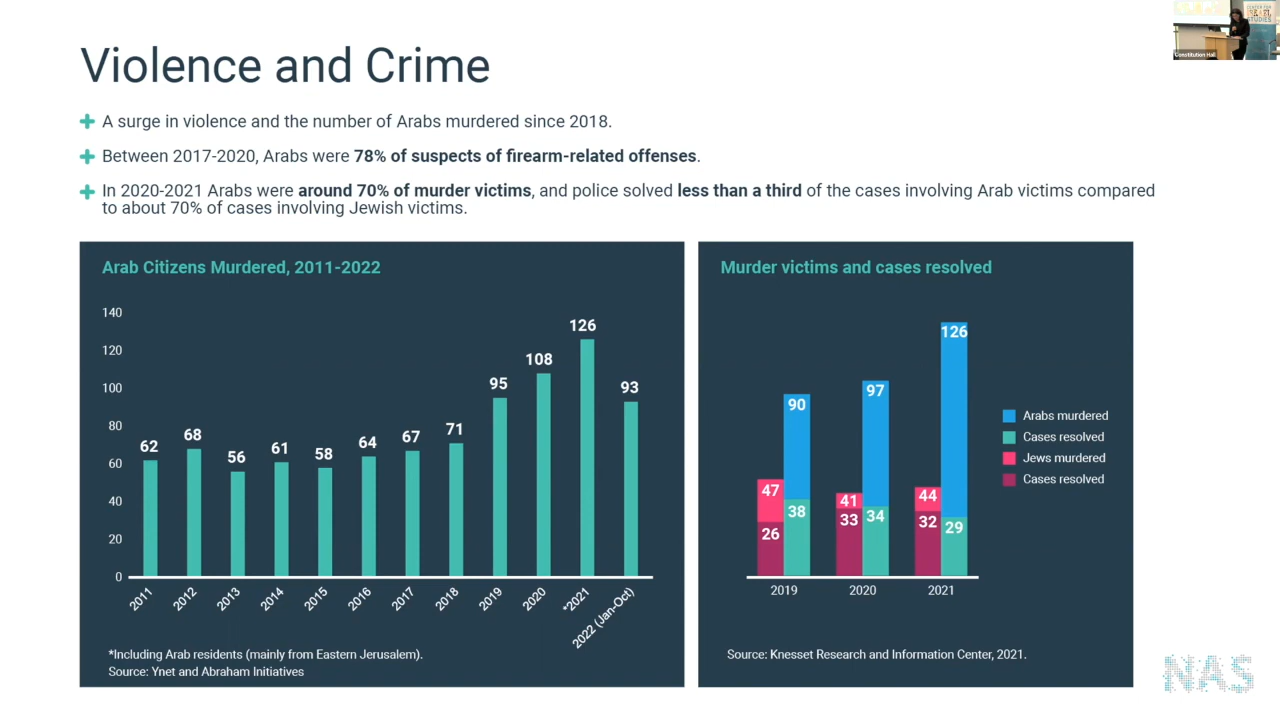 CENTER FOR
ISRAEL
STUDIES
Constitution Hall
Violence and Crime
A surge in violence and the number of Arabs murdered since 2018.
Between 2017-2020, Arabs were 78% of suspects of firearm-related offenses.
In 2020-2021 Arabs were around 70% of murder victims, and police solved less than a third of the cases involving Arab victims compared
to about 70% of cases involving Jewish victims.
Arab Citizens Murdered, 2011-2022
140
120
100
80
60
40
20
0
62
68
56
61
58
64
67
71
95
108
126
93
2011
2012
2013
2014
2015
2016
2017
2018
2019
2020
*2021
2022 (Jan-Oct)
*Including Arab residents (mainly from Eastern Jerusalem).
Source: Ynet and Abraham Initiatives
Murder victims and cases resolved
47
26
90
38
41
33
97
34
44
32
126
29
2019
2020
2021
Arabs murdered
Cases resolved
Jews murdered
Cases resolved
Source: Knesset Research and Information Center, 2021.
NAS